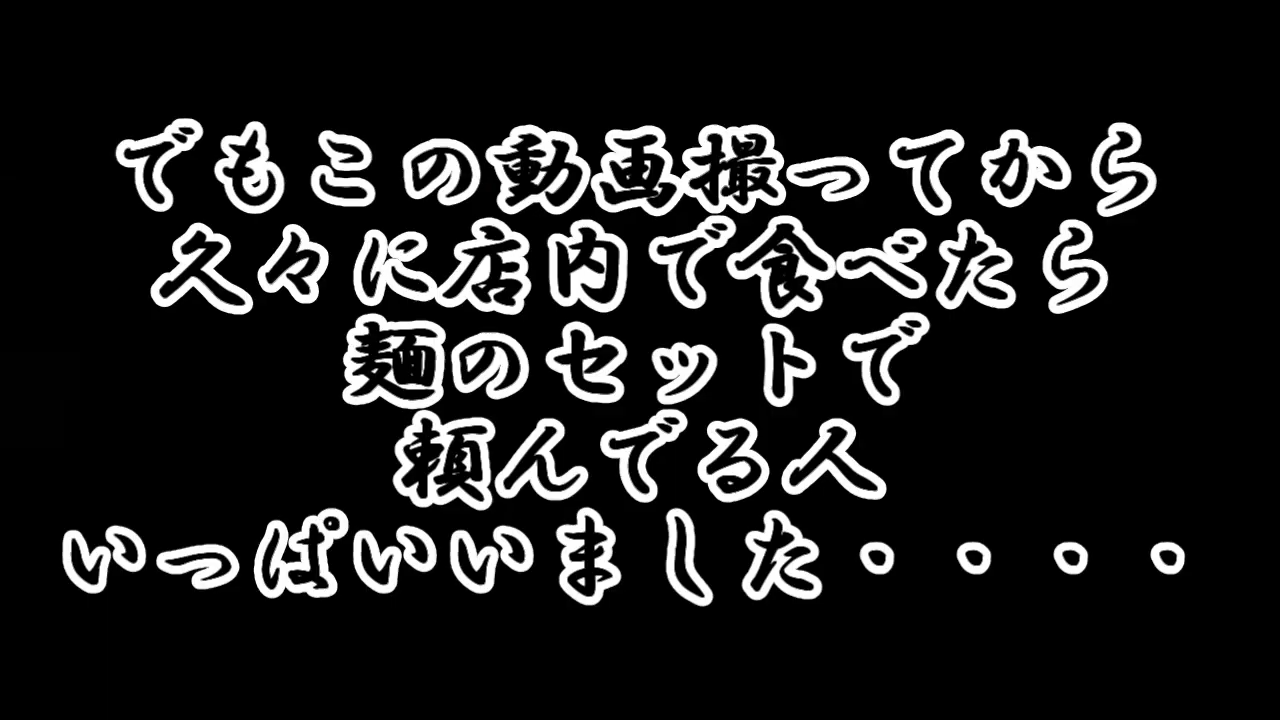 でもこの動画撮ってから
久々に店内で食べたら
麺のセットで
頼んでる人
いっぱいいました・・・・